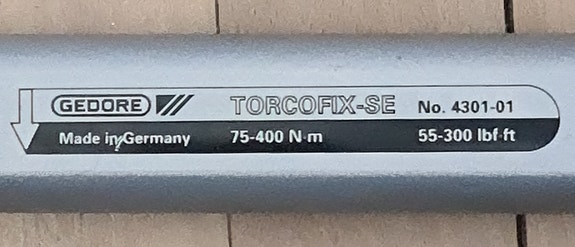 GEDORE TORCOFIX-SE No. 4301-01
Made in Germany 75-400 N·m 55-300 lbf·ft